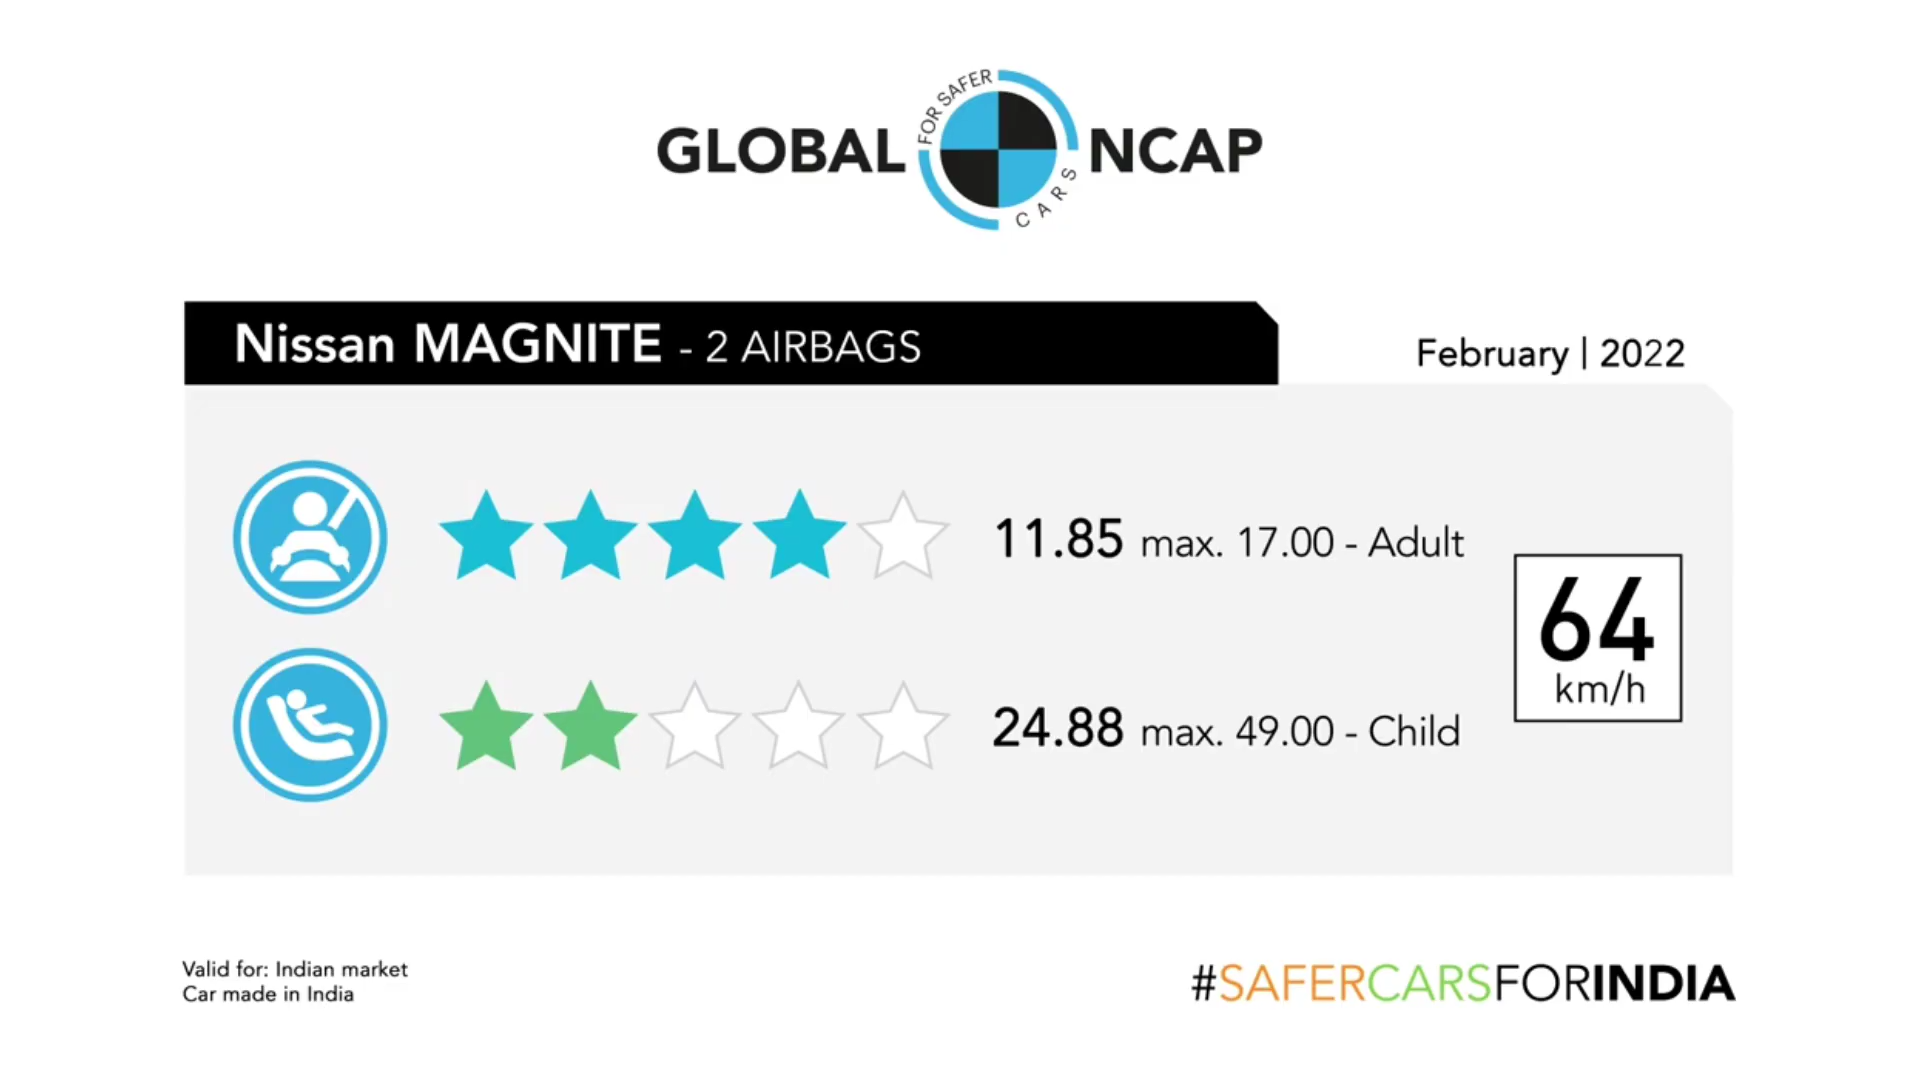 GLOBAL FOR SAFER CARS NCAP
Nissan MAGNITE - 2 AIRBAGS
February | 2022
11.85 max. 17.00 - Adult
64
km/h
24.88 max. 49.00 - Child
Valid for: Indian market
Car made in India
#SAFERCARSFORINDIA